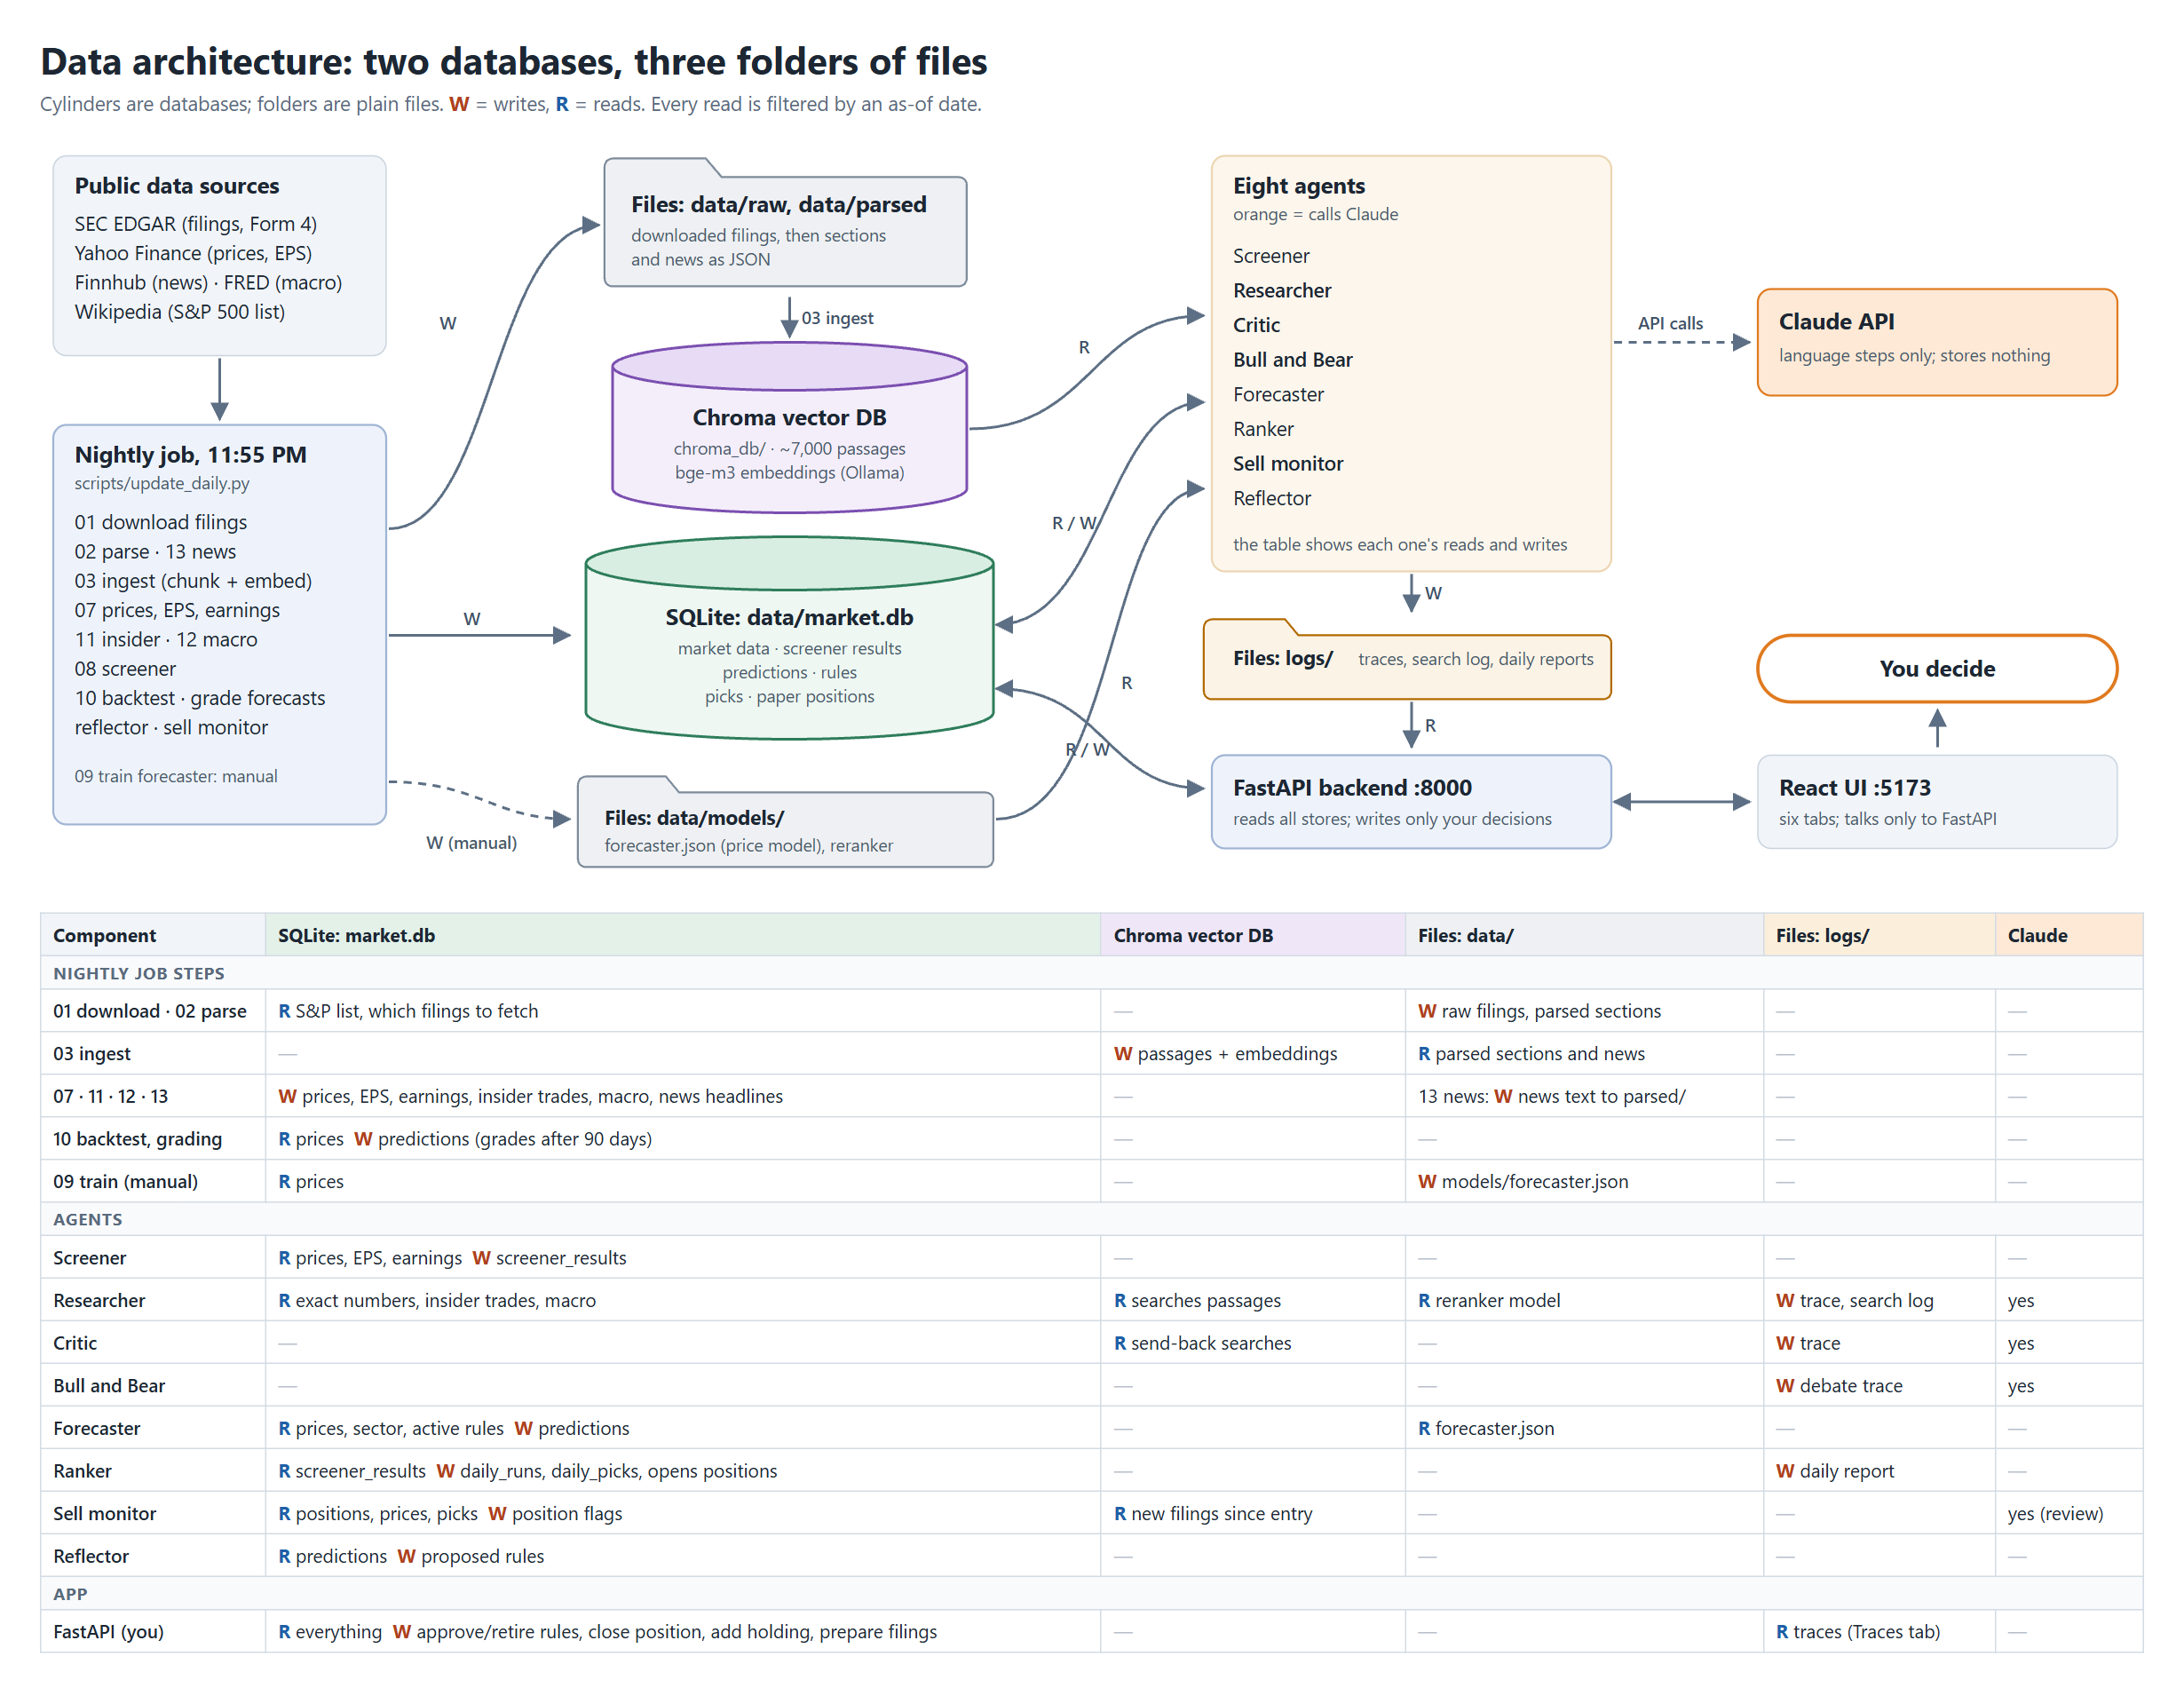 Data architecture: two databases, three folders of files
Cylinders are databases; folders are plain files. W = writes, R = reads. Every read is filtered by an as-of date.
Public data sources
SEC EDGAR (filings, Form 4)
Yahoo Finance (prices, EPS)
Finnhub (news) · FRED (macro)
Wikipedia (S&P 500 list)
Nightly job, 11:55 PM
scripts/update_daily.py
01 download filings
02 parse · 13 news
03 ingest (chunk + embed)
07 prices, EPS, earnings
11 insider · 12 macro
08 screener
10 backtest · grade forecasts
reflector · sell monitor
09 train forecaster: manual
W
W
W (manual)
Files: data/raw, data/parsed
downloaded filings, then sections
and news as JSON
03 ingest
Chroma vector DB
chroma_db/ · ~7,000 passages
bge-m3 embeddings (Ollama)
SQLite: data/market.db
market data · screener results
predictions · rules
picks · paper positions
Files: data/models/
forecaster.json (price model), reranker
R
R / W
R
R / W
Eight agents
orange = calls Claude
Screener
Researcher
Critic
Bull and Bear
Forecaster
Ranker
Sell monitor
Reflector
the table shows each one's reads and writes
W
Files: logs/ traces, search log, daily reports
R
FastAPI backend :8000
reads all stores; writes only your decisions
API calls
Claude API
language steps only; stores nothing
You decide
React UI :5173
six tabs; talks only to FastAPI
Component SQLite: market.db Chroma vector DB Files: data/ Files: logs/ Claude
NIGHTLY JOB STEPS
01 download · 02 parse R S&P list, which filings to fetch — W raw filings, parsed sections — —
03 ingest — W passages + embeddings R parsed sections and news — —
07 · 11 · 12 · 13 W prices, EPS, earnings, insider trades, macro, news headlines — 13 news: W news text to parsed/ — —
10 backtest, grading R prices W predictions (grades after 90 days) — — — —
09 train (manual) R prices — W models/forecaster.json — —
AGENTS
Screener R prices, EPS, earnings W screener_results — — — —
Researcher R exact numbers, insider trades, macro R searches passages R reranker model W trace, search log yes
Critic — R send-back searches — W trace yes
Bull and Bear — — — W debate trace yes
Forecaster R prices, sector, active rules W predictions — R forecaster.json — —
Ranker R screener_results W daily_runs, daily_picks, opens positions — — W daily report —
Sell monitor R positions, prices, picks W position flags R new filings since entry — — yes (review)
Reflector R predictions W proposed rules — — — —
APP
FastAPI (you) R everything W approve/retire rules, close position, add holding, prepare filings — — R traces (Traces tab) —